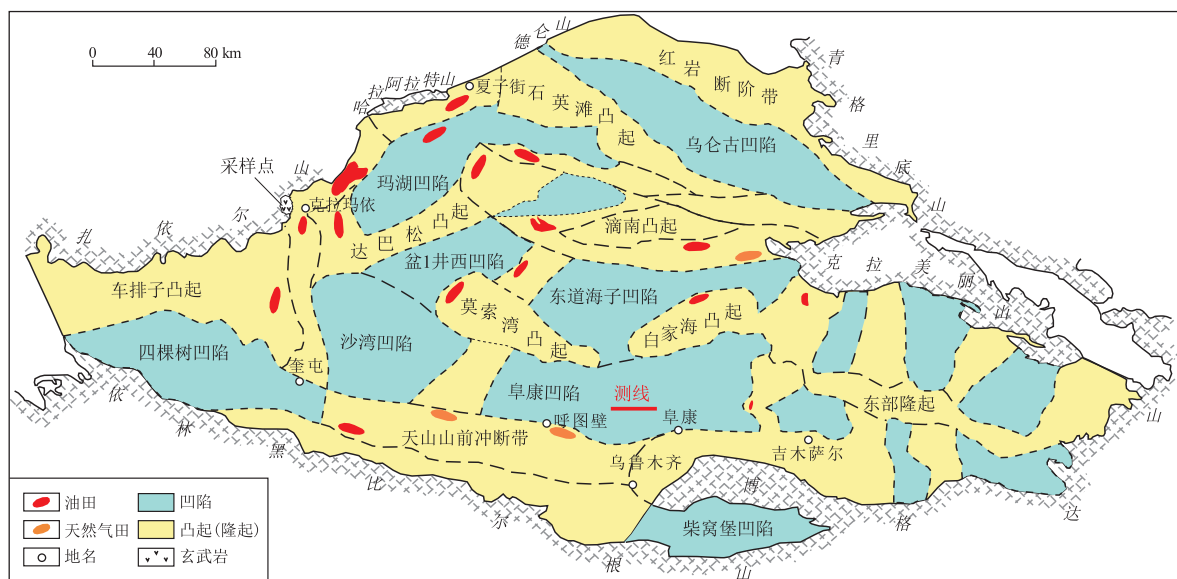 0 40 80 km
德仑山
红岩断阶带
青格里底山
哈拉阿拉特山
夏子街
石英滩凸起
乌仑古凹陷
采样点
克拉玛依
玛湖凹陷
扎依尔山
达巴松凸起
滴南凸起
盆1井西凹陷
克拉美丽山
车排子凸起
东道海子凹陷
莫索湾凸起
白家海凸起
四棵树凹陷
沙湾凹陷
奎屯
阜康凹陷
测线
东部隆起
呼图壁
阜康
天山山前冲断带
吉木萨尔
乌鲁木齐
依林黑比尔根山
博格达山
柴窝堡凹陷
油田
凹陷
天然气田
凸起(隆起)
地名
玄武岩